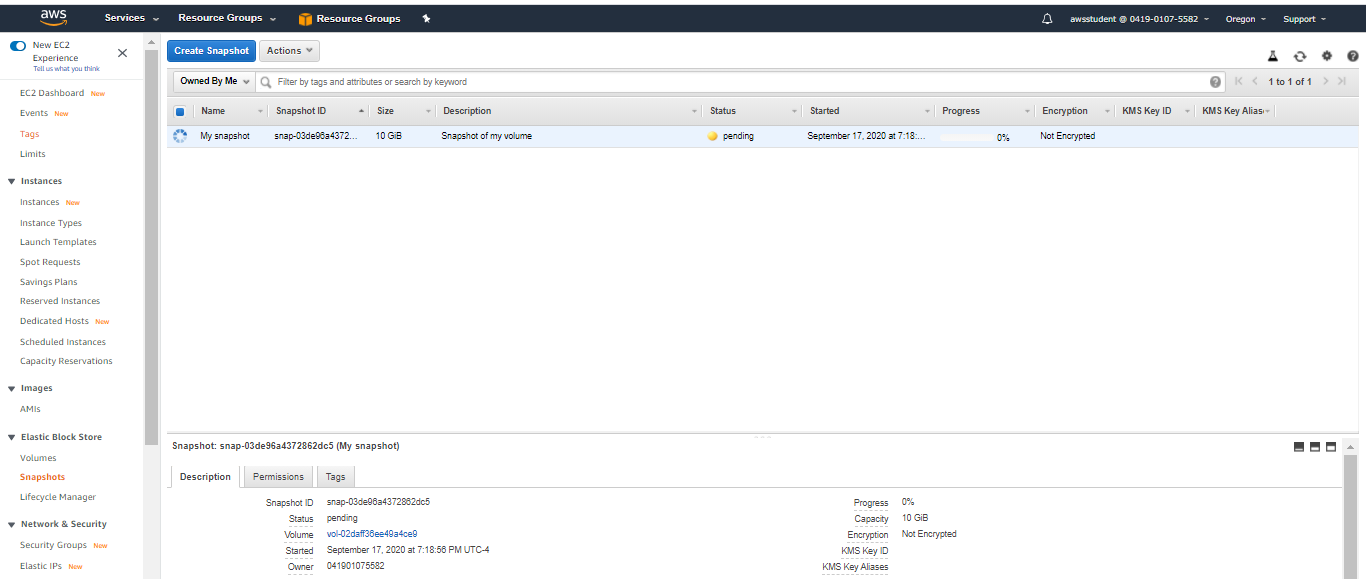 aws Services Resource Groups Resource Groups awsstudent @ 0419-0107-5582 Oregon Support
New EC2
Experience
Tell us what you think
EC2 Dashboard New
Events New
Tags
Limits
Instances
Instances New
Instance Types
Launch Templates
Spot Requests
Savings Plans
Reserved Instances
Dedicated Hosts New
Scheduled Instances
Capacity Reservations
Images
AMIs
Elastic Block Store
Volumes
Snapshots
Lifecycle Manager
Network & Security
Security Groups New
Elastic IPs New
Create Snapshot Actions
Owned By Me Filter by tags and attributes or search by keyword 1 to 1 of 1
Name Snapshot ID Size Description Status Started Progress Encryption KMS Key ID KMS Key Alias
My snapshot snap-03de96a4372... 10 GiB Snapshot of my volume pending September 17, 2020 at 7:18:... 0% Not Encrypted
Snapshot: snap-03de96a4372862dc5 (My snapshot)
Description Permissions Tags
Snapshot ID snap-03de96a4372862dc5
Status pending
Volume vol-02daff36ee49a4ce9
Started September 17, 2020 at 7:18:56 PM UTC-4
Owner 041901075582
Progress 0%
Capacity 10 GiB
Encryption Not Encrypted
KMS Key ID
KMS Key Aliases